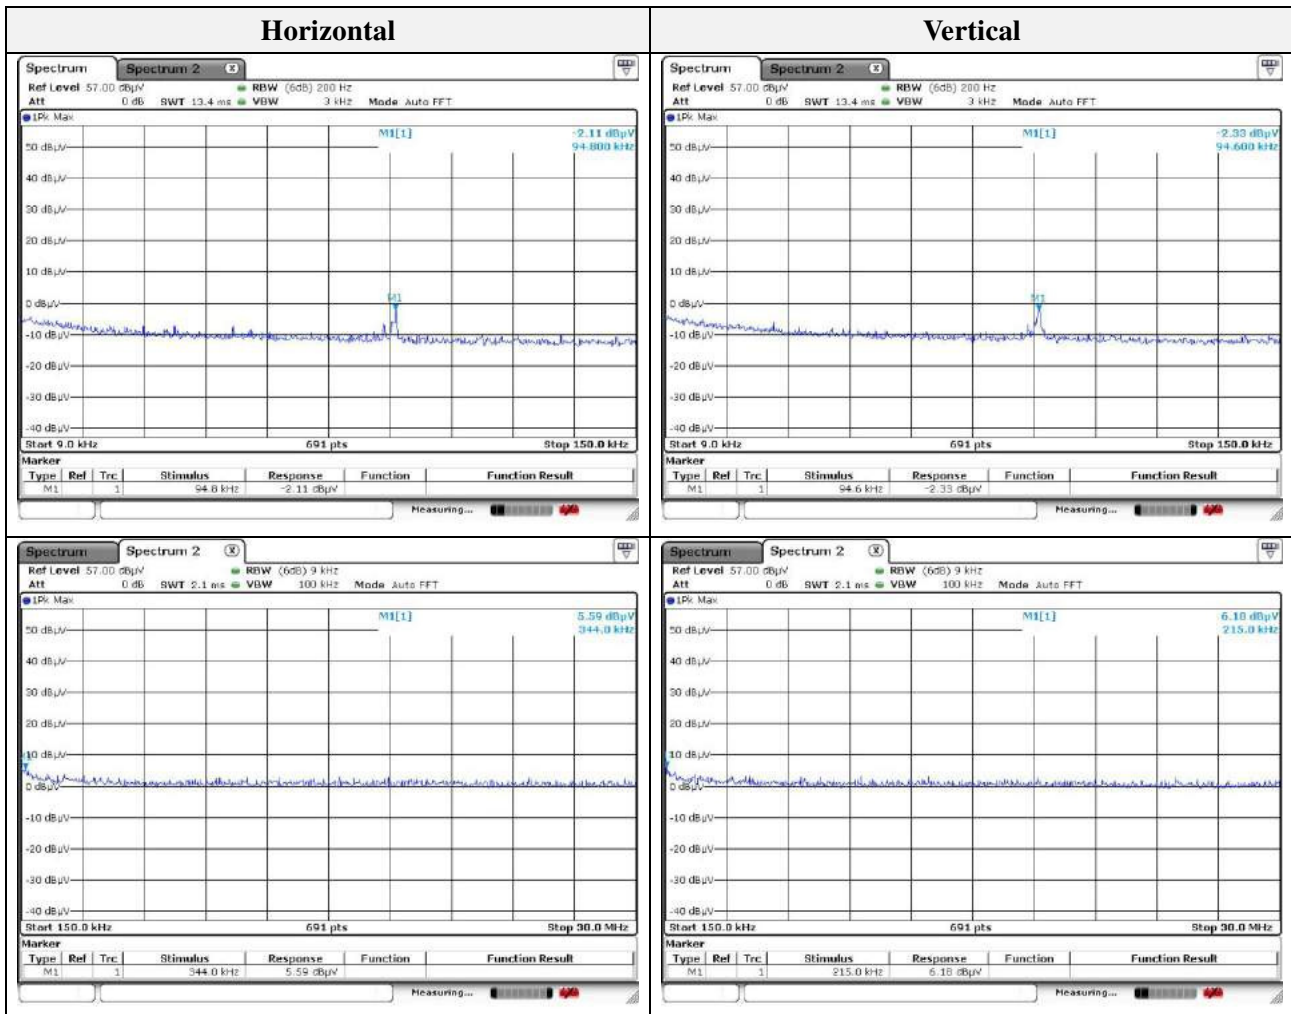 Horizontal
Vertical
Spectrum Spectrum 2 X
Ref Level 57.00 dBµV RBW (6dB) 200 Hz
Att 0 dB SWT 13.4 ms VBW 3 kHz Mode Auto FFT
1Pk Max
M1[1] -2.11 dBµV
94.800 kHz
50 dBµV
40 dBµV
30 dBµV
20 dBµV
10 dBµV
0 dBµV
M1
-10 dBµV
-20 dBµV
-30 dBµV
-40 dBµV
Start 9.0 kHz 691 pts Stop 150.0 kHz
Marker
Type Ref Trc Stimulus Response Function Function Result
M1 1 94.8 kHz -2.11 dBµV
Measuring...
Spectrum Spectrum 2 X
Ref Level 57.00 dBµV RBW (6dB) 200 Hz
Att 0 dB SWT 13.4 ms VBW 3 kHz Mode Auto FFT
1Pk Max
M1[1] -2.33 dBµV
94.600 kHz
50 dBµV
40 dBµV
30 dBµV
20 dBµV
10 dBµV
0 dBµV
M1
-10 dBµV
-20 dBµV
-30 dBµV
-40 dBµV
Start 9.0 kHz 691 pts Stop 150.0 kHz
Marker
Type Ref Trc Stimulus Response Function Function Result
M1 1 94.6 kHz -2.33 dBµV
Measuring...
Spectrum Spectrum 2 X
Ref Level 57.00 dBµV RBW (6dB) 9 kHz
Att 0 dB SWT 2.1 ms VBW 100 kHz Mode Auto FFT
1Pk Max
M1[1] 5.59 dBµV
344.0 kHz
50 dBµV
40 dBµV
30 dBµV
20 dBµV
10 dBµV
0 dBµV
-10 dBµV
-20 dBµV
-30 dBµV
-40 dBµV
Start 150.0 kHz 691 pts Stop 30.0 MHz
Marker
Type Ref Trc Stimulus Response Function Function Result
M1 1 344.0 kHz 5.59 dBµV
Measuring...
Spectrum Spectrum 2 X
Ref Level 57.00 dBµV RBW (6dB) 9 kHz
Att 0 dB SWT 2.1 ms VBW 100 kHz Mode Auto FFT
1Pk Max
M1[1] 6.18 dBµV
215.0 kHz
50 dBµV
40 dBµV
30 dBµV
20 dBµV
10 dBµV
0 dBµV
-10 dBµV
-20 dBµV
-30 dBµV
-40 dBµV
Start 150.0 kHz 691 pts Stop 30.0 MHz
Marker
Type Ref Trc Stimulus Response Function Function Result
M1 1 215.0 kHz 6.18 dBµV
Measuring...